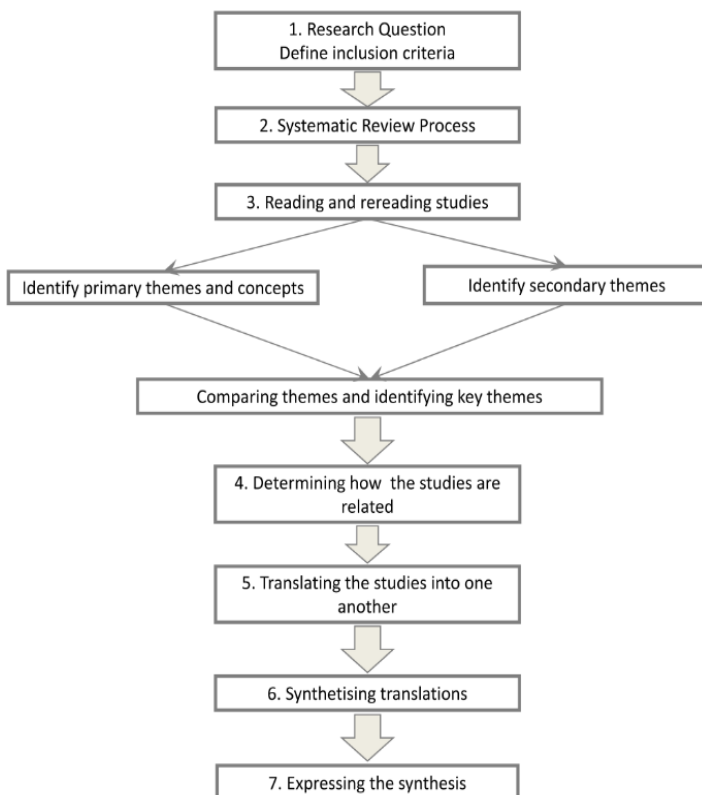 1. Research Question
Define inclusion criteria
2. Systematic Review Process
3. Reading and rereading studies
Identify primary themes and concepts
Identify secondary themes
Comparing themes and identifying key themes
4. Determining how the studies are
related
5. Translating the studies into one
another
6. Synthetising translations
7. Expressing the synthesis